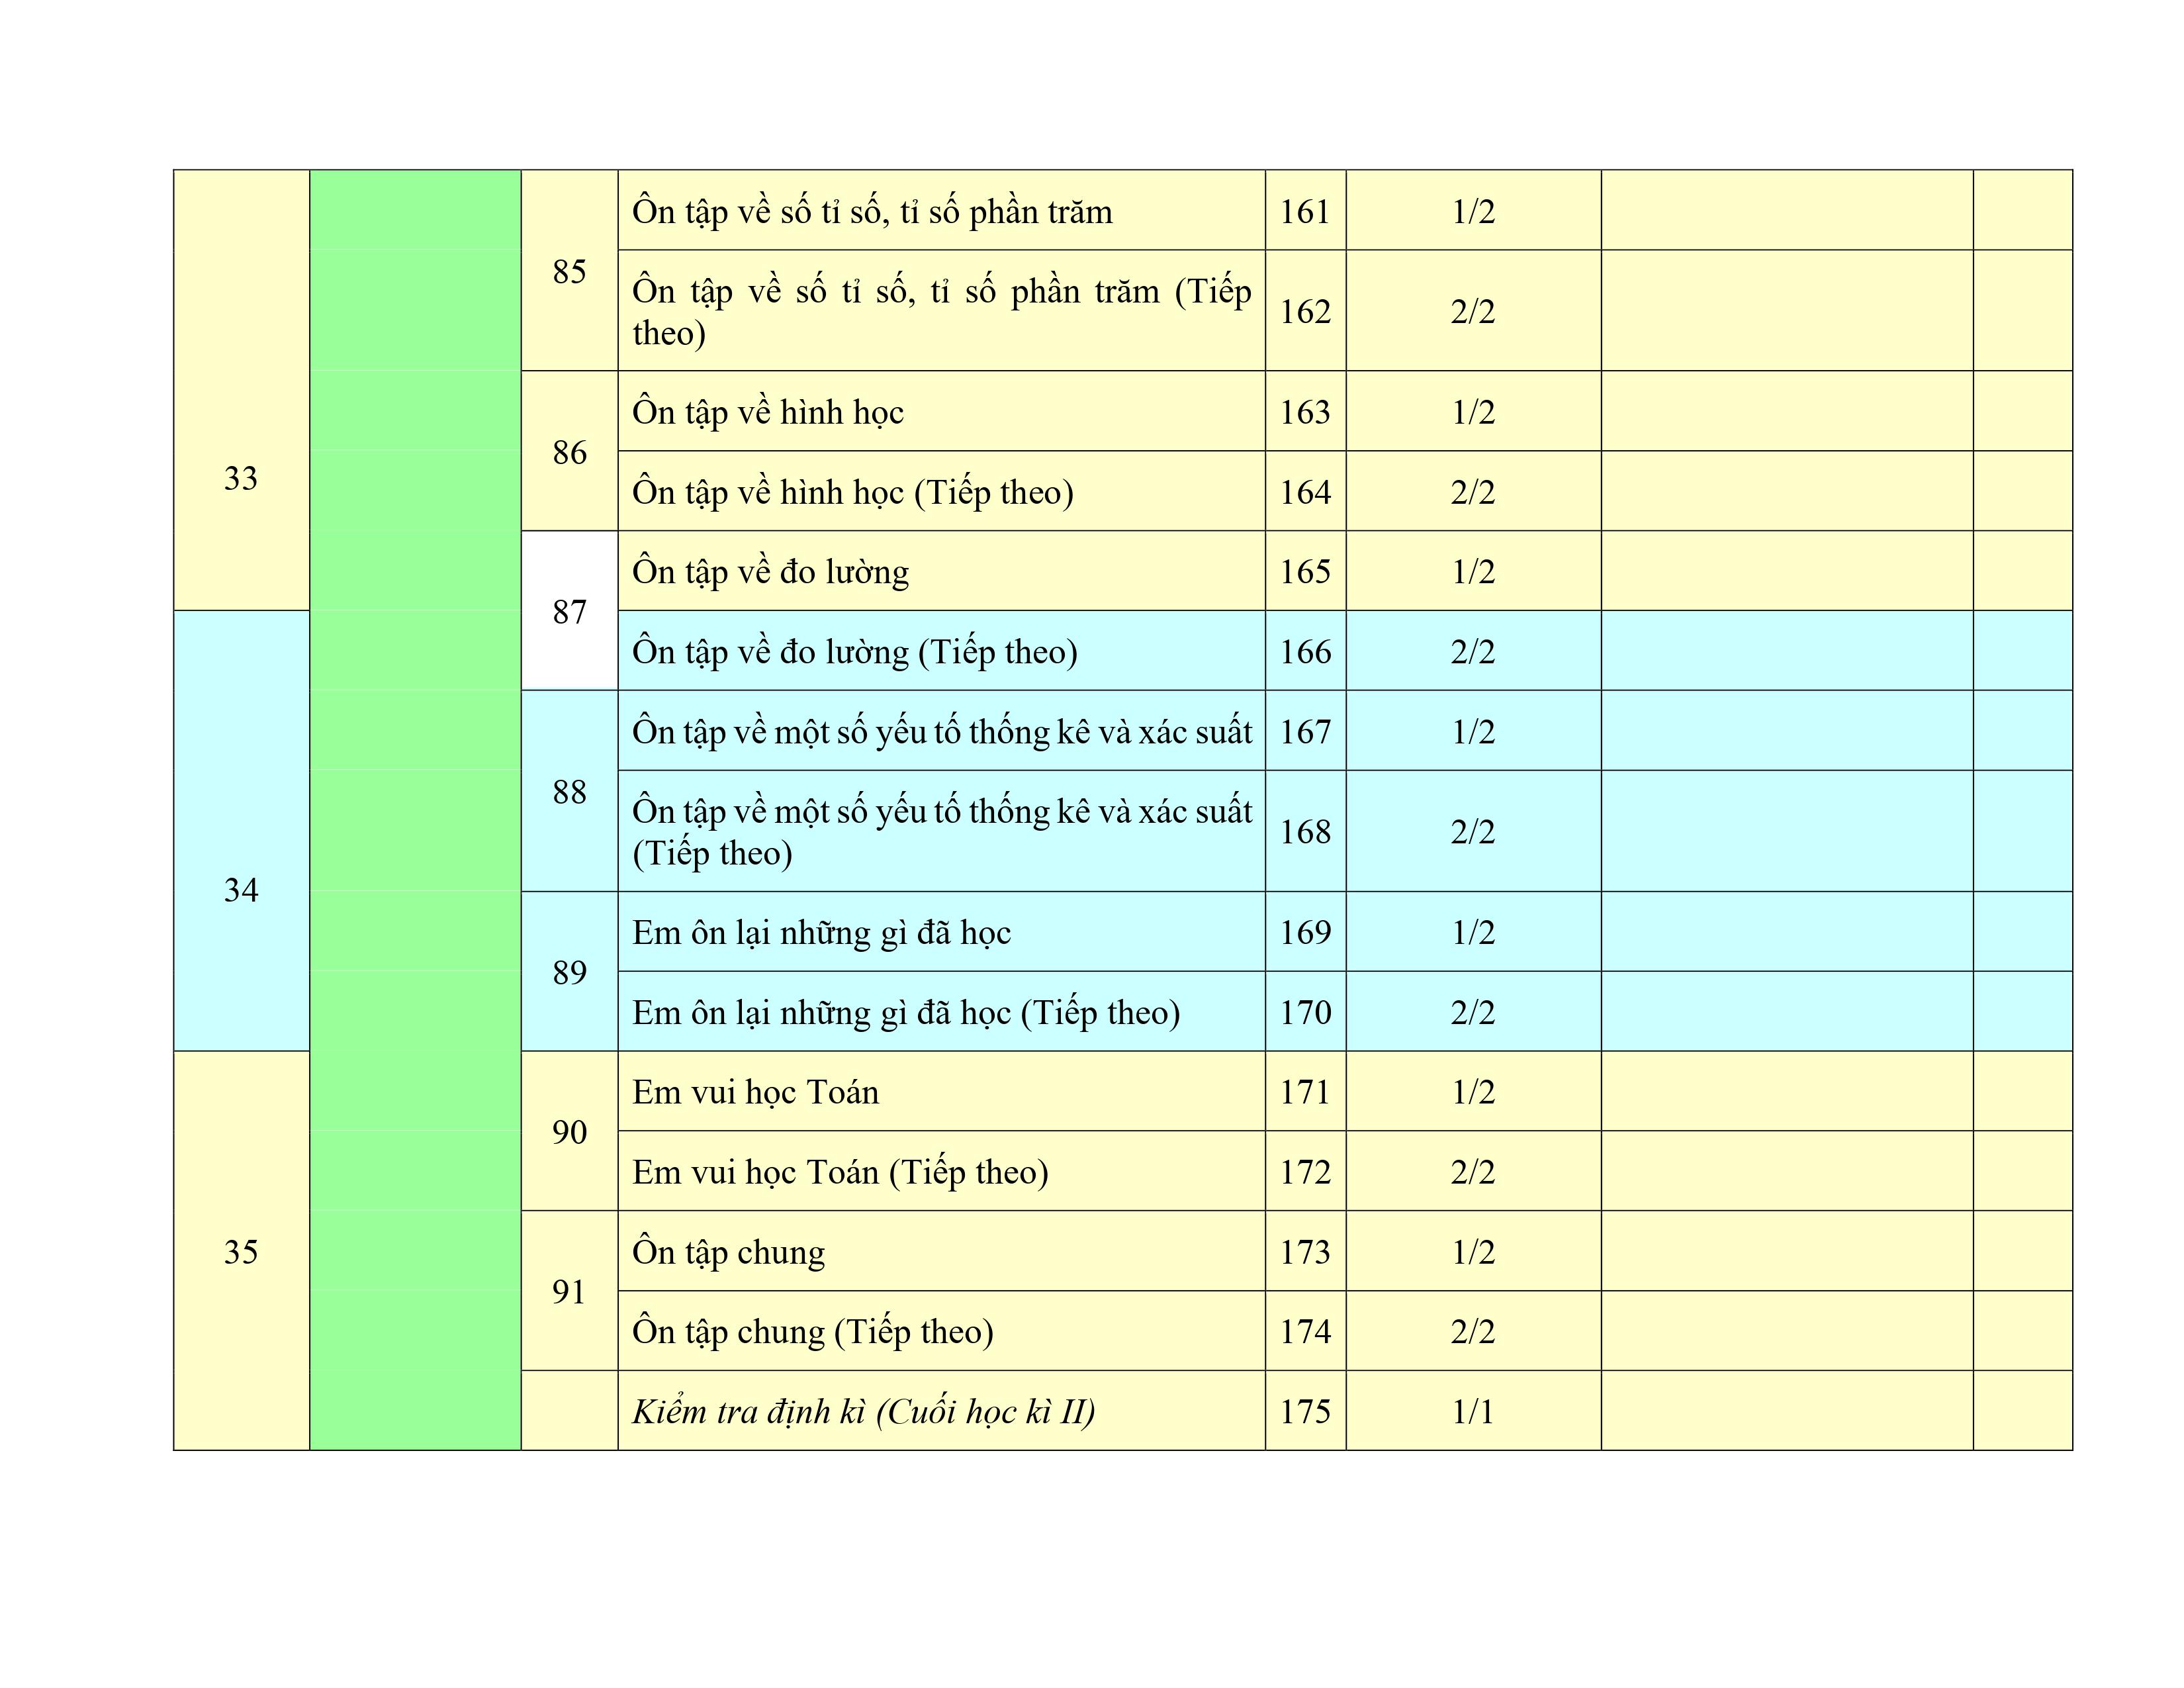 33
85
Ôn tập về số tỉ số, tỉ số phần trăm
161
1/2
Ôn tập về số tỉ số, tỉ số phần trăm (Tiếp
theo)
162
2/2
86
Ôn tập về hình học
163
1/2
Ôn tập về hình học (Tiếp theo)
164
2/2
87
Ôn tập về đo lường
165
1/2
34
Ôn tập về đo lường (Tiếp theo)
166
2/2
88
Ôn tập về một số yếu tố thống kê và xác suất
167
1/2
Ôn tập về một số yếu tố thống kê và xác suất
(Tiếp theo)
168
2/2
89
Em ôn lại những gì đã học
169
1/2
Em ôn lại những gì đã học (Tiếp theo)
170
2/2
35
90
Em vui học Toán
171
1/2
Em vui học Toán (Tiếp theo)
172
2/2
91
Ôn tập chung
173
1/2
Ôn tập chung (Tiếp theo)
174
2/2
Kiểm tra định kì (Cuối học kì II)
175
1/1